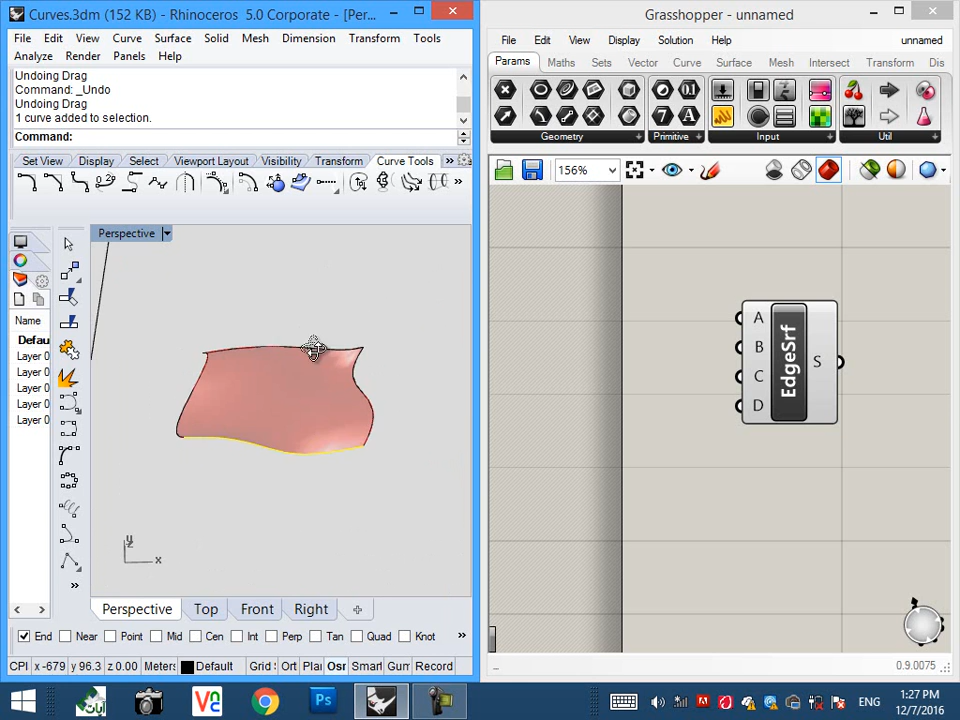 Curves.3dm (152 KB) - Rhinoceros 5.0 Corporate - [Per...
File Edit View Curve Surface Solid Mesh Dimension Transform Tools
Analyze Render Panels Help
Undoing Drag
Command: _Undo
Undoing Drag
1 curve added to selection.
Command:
Set View Display Select Viewport Layout Visibility Transform Curve Tools »
Perspective
Name
Defau
Layer 0
Layer 0
Layer 0
Layer 0
Layer 0
y
x
Perspective Top Front Right
End Near Point Mid Cen Int Perp Tan Quad Knot »
CPl x -679 y 96.3 z 0.00 Meters Default Grid S Ort Plan Osn Smart Gum Record
Grasshopper - unnamed
File Edit View Display Solution Help unnamed
Params Maths Sets Vector Curve Surface Mesh Intersect Transform Dis
Geometry Primitive Input Util
156%
A
B
C
D
EdgeSrf
S
0.9.0075
Ps
ENG
1:27 PM
12/7/2016